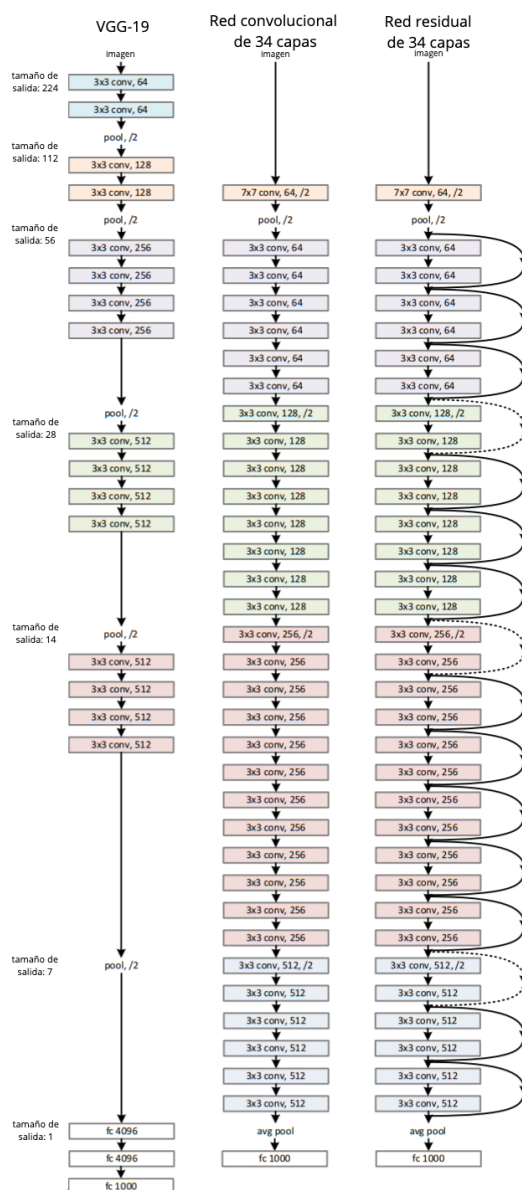 VGG-19
imagen
tamaño de
salida: 224
3x3 conv, 64
3x3 conv, 64
pool, /2
tamaño de
salida: 112
3x3 conv, 128
3x3 conv, 128
pool, /2
tamaño de
salida: 56
3x3 conv, 256
3x3 conv, 256
3x3 conv, 256
3x3 conv, 256
pool, /2
tamaño de
salida: 28
3x3 conv, 512
3x3 conv, 512
3x3 conv, 512
3x3 conv, 512
pool, /2
tamaño de
salida: 14
3x3 conv, 512
3x3 conv, 512
3x3 conv, 512
3x3 conv, 512
pool, /2
tamaño de
salida: 7
tamaño de
salida: 1
fc 4096
fc 4096
fc 1000
Red convolucional
de 34 capas
imagen
7x7 conv, 64, /2
pool, /2
3x3 conv, 64
3x3 conv, 64
3x3 conv, 64
3x3 conv, 64
3x3 conv, 64
3x3 conv, 64
3x3 conv, 128, /2
3x3 conv, 128
3x3 conv, 128
3x3 conv, 128
3x3 conv, 128
3x3 conv, 128
3x3 conv, 128
3x3 conv, 128
3x3 conv, 256, /2
3x3 conv, 256
3x3 conv, 256
3x3 conv, 256
3x3 conv, 256
3x3 conv, 256
3x3 conv, 256
3x3 conv, 256
3x3 conv, 256
3x3 conv, 256
3x3 conv, 256
3x3 conv, 256
3x3 conv, 512, /2
3x3 conv, 512
3x3 conv, 512
3x3 conv, 512
3x3 conv, 512
3x3 conv, 512
avg pool
fc 1000
Red residual
de 34 capas
imagen
7x7 conv, 64, /2
pool, /2
3x3 conv, 64
3x3 conv, 64
3x3 conv, 64
3x3 conv, 64
3x3 conv, 64
3x3 conv, 64
3x3 conv, 128, /2
3x3 conv, 128
3x3 conv, 128
3x3 conv, 128
3x3 conv, 128
3x3 conv, 128
3x3 conv, 128
3x3 conv, 128
3x3 conv, 256, /2
3x3 conv, 256
3x3 conv, 256
3x3 conv, 256
3x3 conv, 256
3x3 conv, 256
3x3 conv, 256
3x3 conv, 256
3x3 conv, 256
3x3 conv, 256
3x3 conv, 256
3x3 conv, 256
3x3 conv, 512, /2
3x3 conv, 512
3x3 conv, 512
3x3 conv, 512
3x3 conv, 512
3x3 conv, 512
avg pool
fc 1000